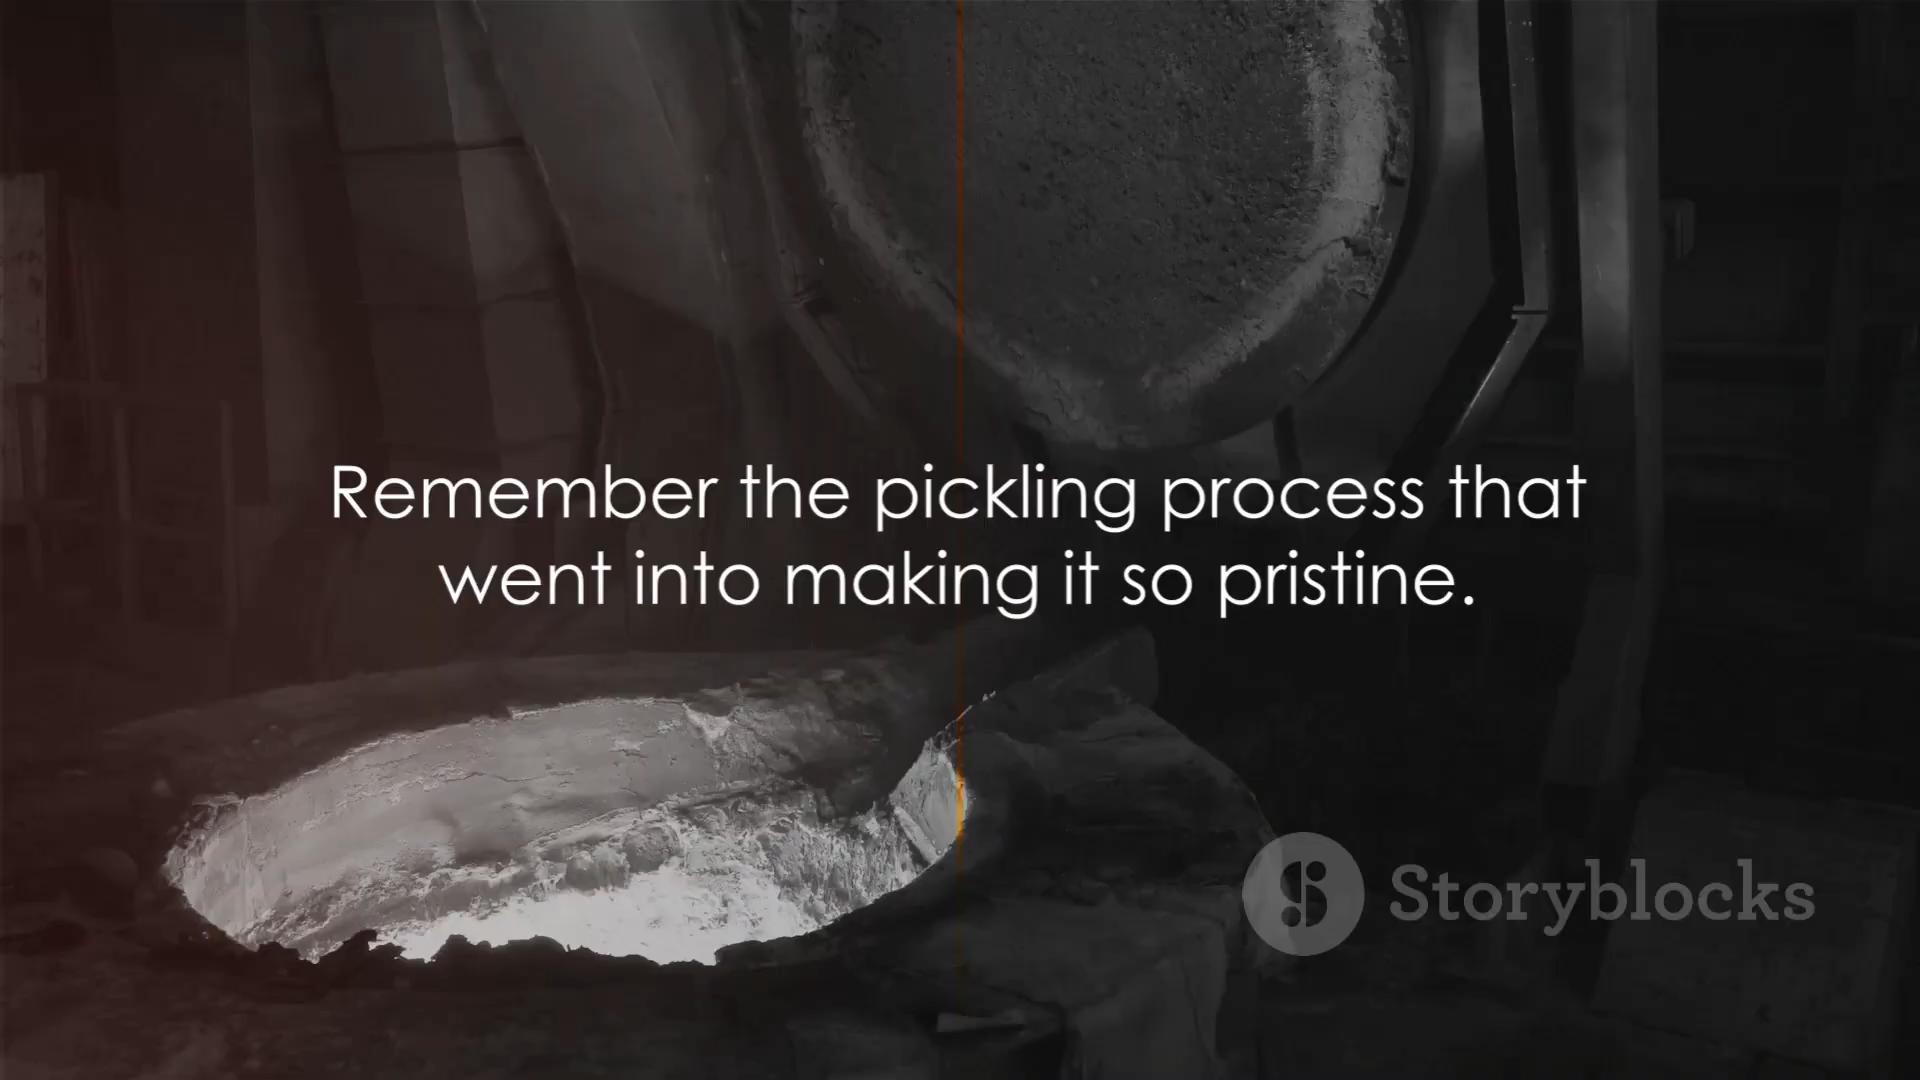 Remember the pickling process that
went into making it so pristine.
Storyblocks